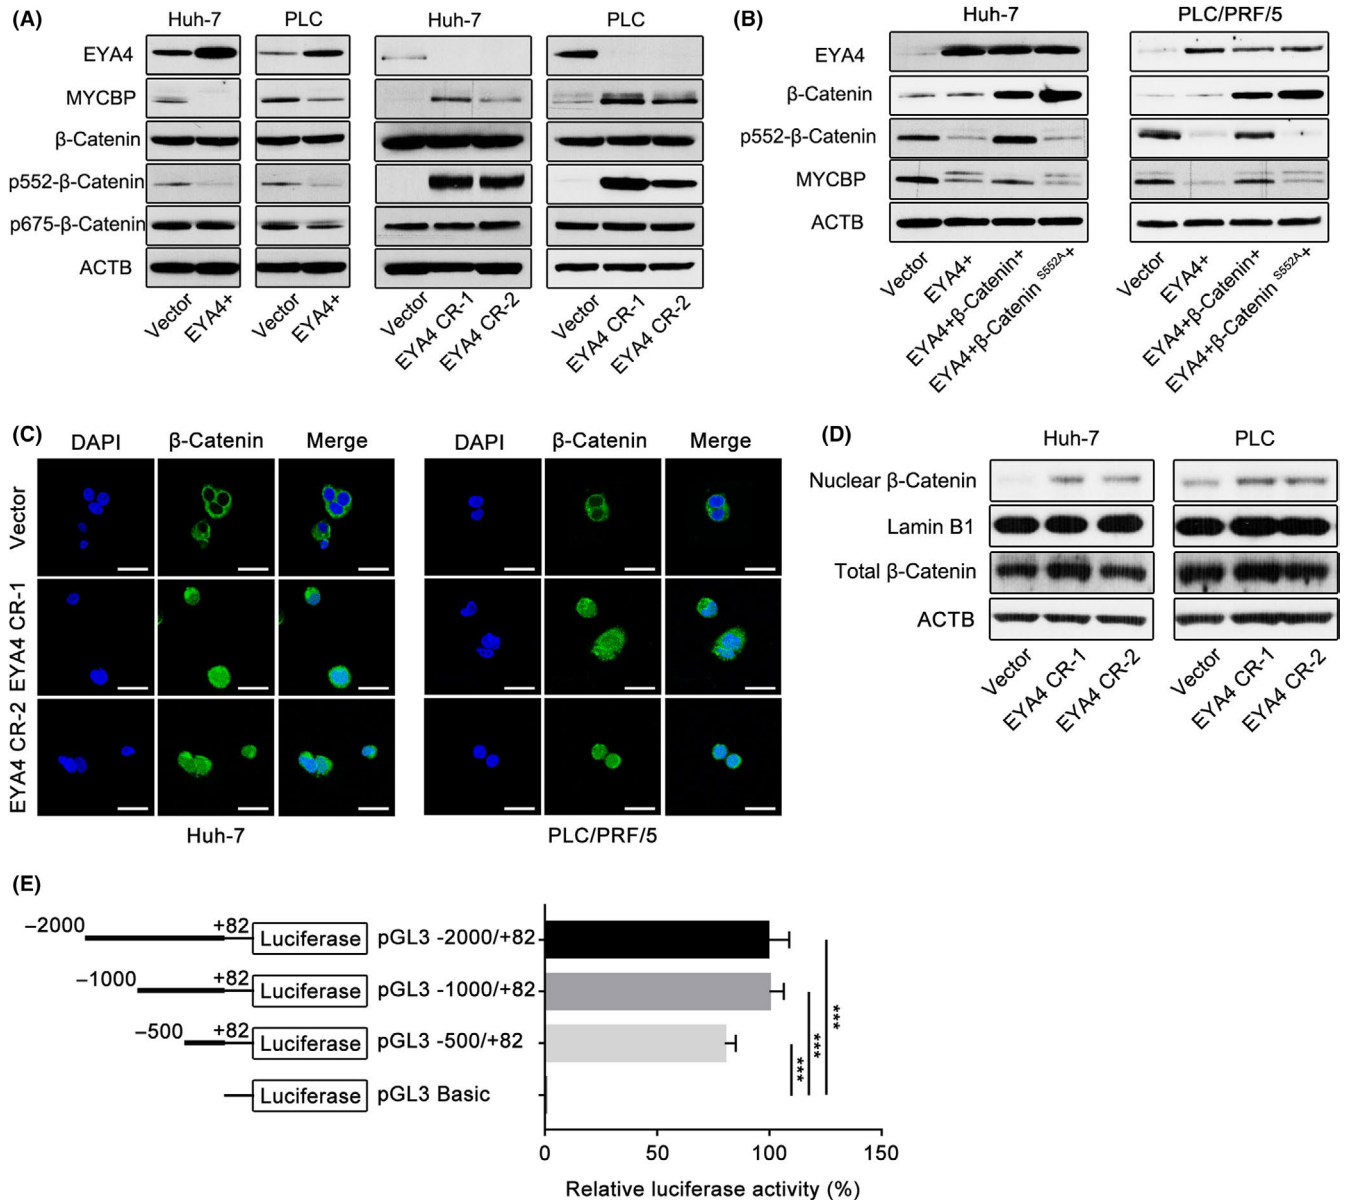 (A)
Huh-7 PLC Huh-7 PLC
EYA4
MYCBP
β-Catenin
p552-β-Catenin
p675-β-Catenin
ACTB
Vector EYA4+ Vector EYA4+ Vector EYA4 CR-1 EYA4 CR-2 Vector EYA4 CR-1 EYA4 CR-2
(B)
Huh-7 PLC/PRF/5
EYA4
β-Catenin
p552-β-Catenin
MYCBP
ACTB
Vector EYA4+ EYA4+β-Catenin+ EYA4+β-Catenin S552A+ Vector EYA4+ EYA4+β-Catenin+ EYA4+β-Catenin S552A+
(C)
DAPI β-Catenin Merge DAPI β-Catenin Merge
Vector
EYA4 CR-1
EYA4 CR-2
Huh-7 PLC/PRF/5
(D)
Huh-7 PLC
Nuclear β-Catenin
Lamin B1
Total β-Catenin
ACTB
Vector EYA4 CR-1 EYA4 CR-2 Vector EYA4 CR-1 EYA4 CR-2
(E)
−2000 +82 Luciferase pGL3 -2000/+82
−1000 +82 Luciferase pGL3 -1000/+82
−500 +82 Luciferase pGL3 -500/+82
Luciferase pGL3 Basic
*** *** ***
0 50 100 150
Relative luciferase activity (%)